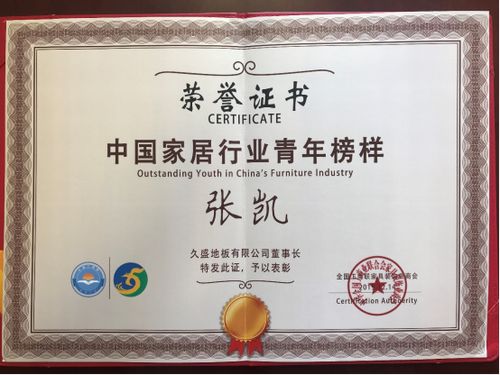 荣誉证书
CERTIFICATE
中国家居行业青年榜样
Outstanding Youth in China's Furniture Industry
张凯
久盛地板有限公司董事长
特发此证，予以表彰
Certification Authority